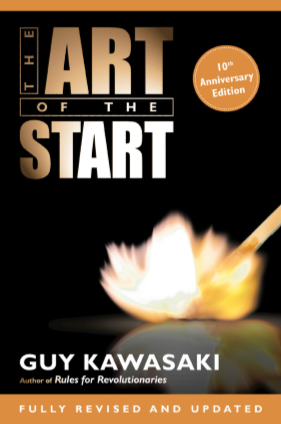 THE
ART
OF THE
START
10th
Anniversary
Edition
GUY KAWASAKI
Author of Rules for Revolutionaries
FULLY REVISED AND UPDATED